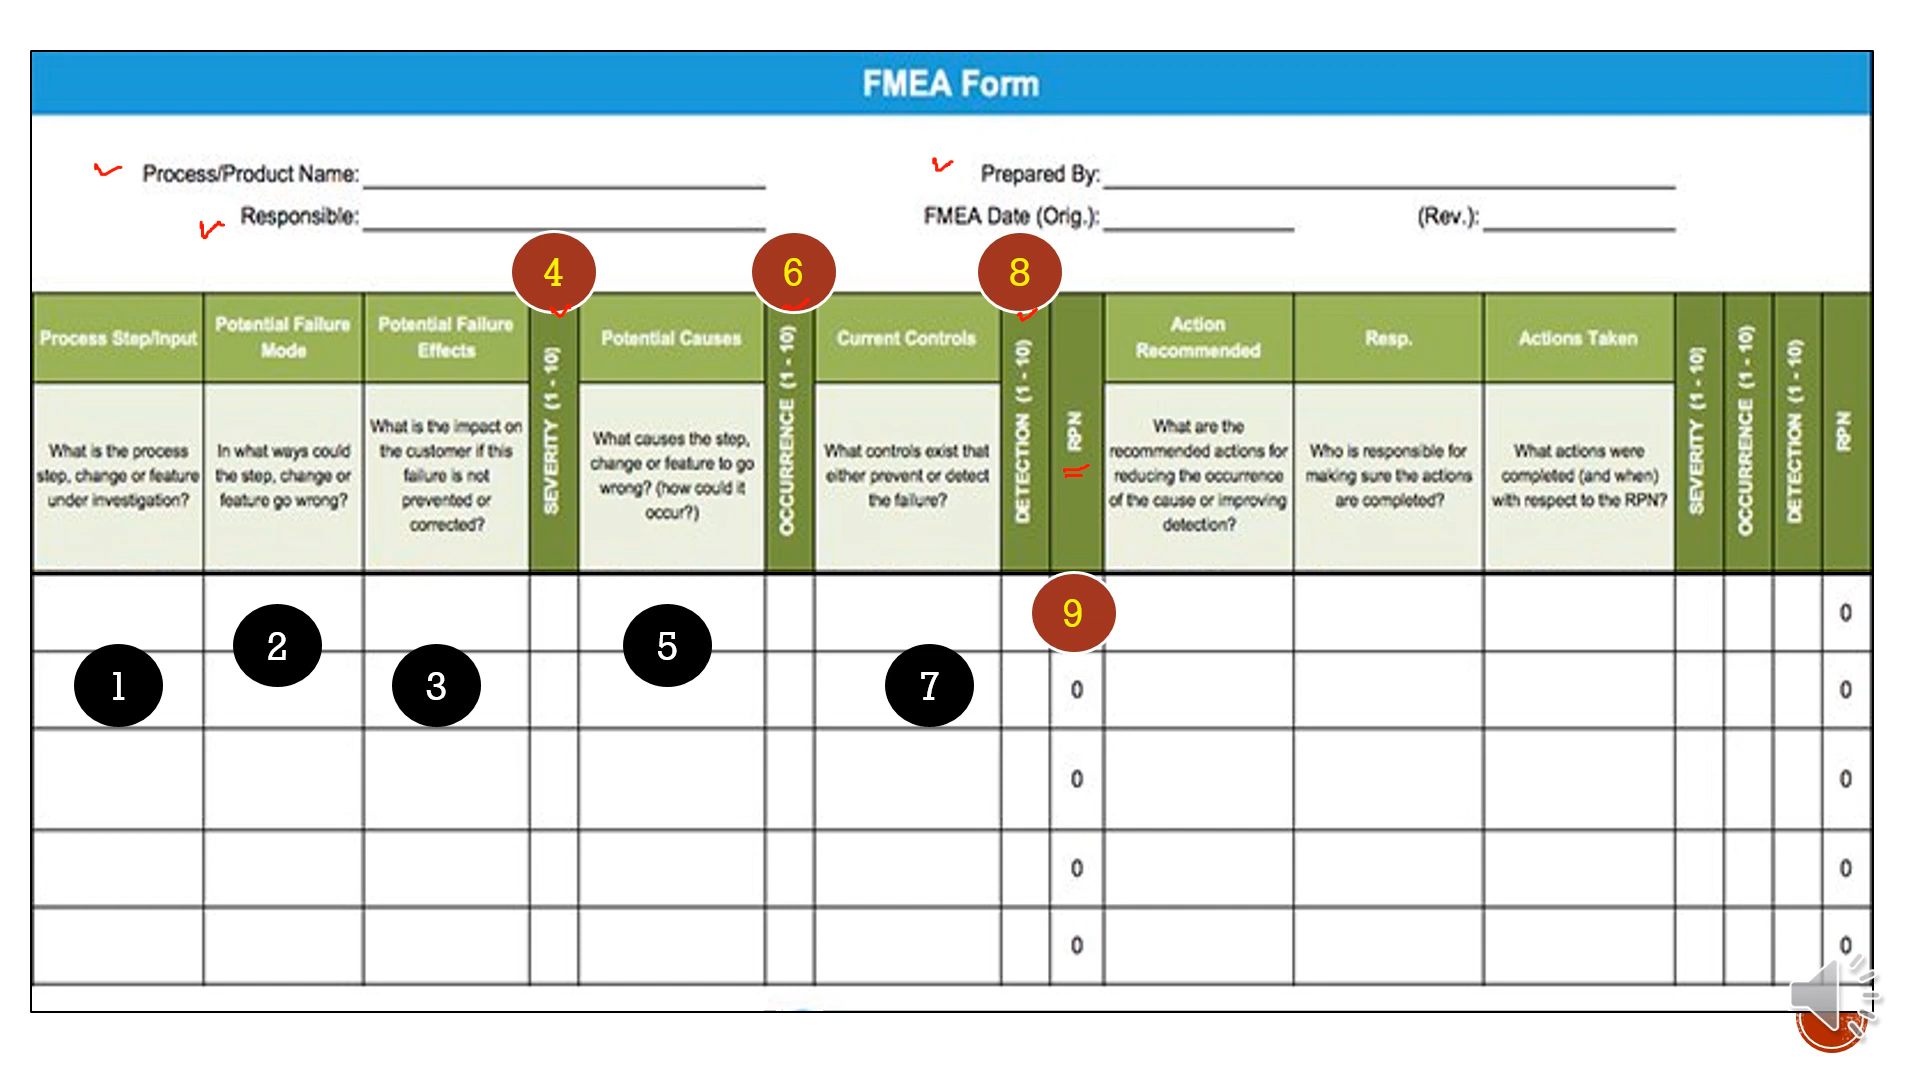 FMEA Form
Process/Product Name:
Prepared By:
Responsible:
FMEA Date (Orig.):
(Rev.):
4
6
8
Process Step/Input
Potential Failure
Mode
Potential Failure
Effects
SEVERITY (1 - 10)
Potential Causes
OCCURRENCE (1 - 10)
Current Controls
DETECTION (1 - 10)
RPN
Action
Recommended
Resp.
Actions Taken
SEVERITY (1 - 10)
OCCURRENCE (1 - 10)
DETECTION (1 - 10)
RPN
What is the process
step, change or feature
under investigation?
In what ways could
the step, change or
feature go wrong?
What is the impact on
the customer if this
failure is not
prevented or
corrected?
What causes the step,
change or feature to go
wrong? (how could it
occur?)
What controls exist that
either prevent or detect
the failure?
What are the
recommended actions for
reducing the occurrence
of the cause or improving
detection?
Who is responsible for
making sure the actions
are completed?
What actions were
completed (and when)
with respect to the RPN?
1
2
3
5
7
9
0
0
0
0
0
0
0
0
0